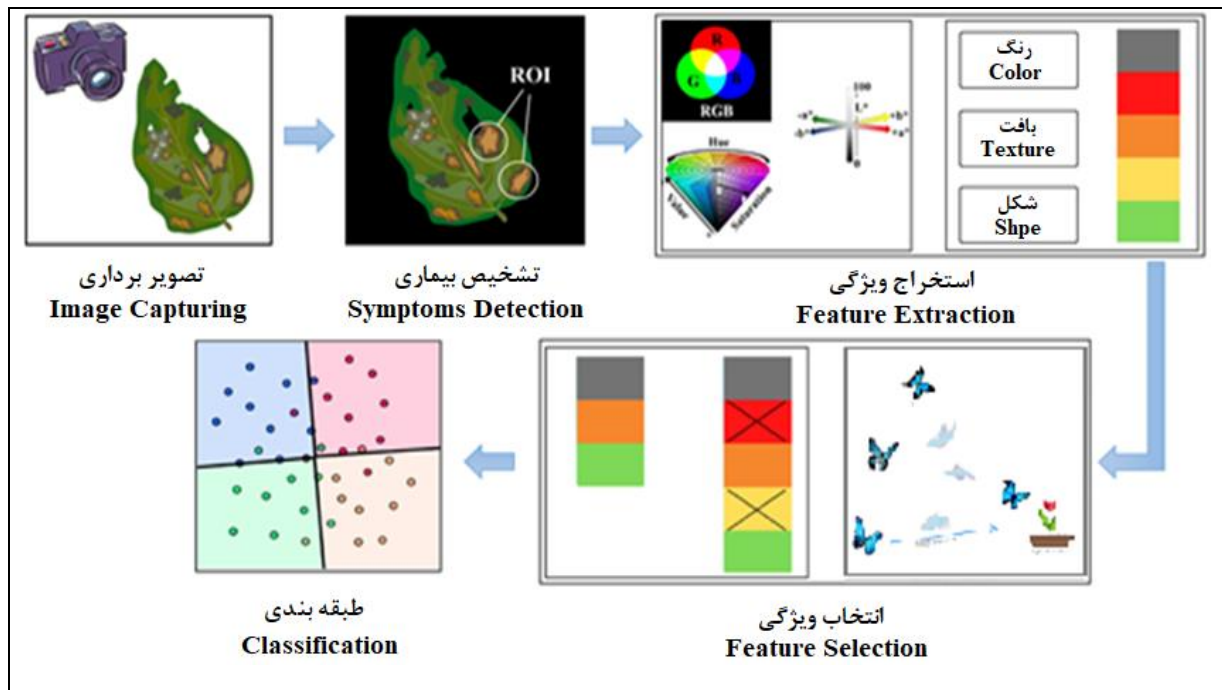 ROI
R
G
B
RGB
Hue
Value
Saturation
100
L*
-a*
+b*
-b*
+a*
0
رنگ
Color
بافت
Texture
شکل
Shpe
تصویر برداری
Image Capturing
تشخیص بیماری
Symptoms Detection
استخراج ویژگی
Feature Extraction
طبقه بندی
Classification
انتخاب ویژگی
Feature Selection